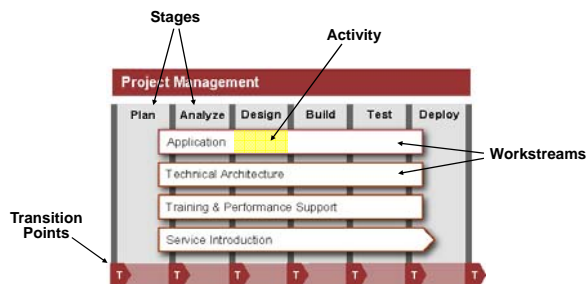 Stages
Activity
Project Management
Plan Analyze Design Build Test Deploy
Application
Workstreams
Technical Architecture
Training & Performance Support
Transition
Points
Service Introduction
T T T T T T T